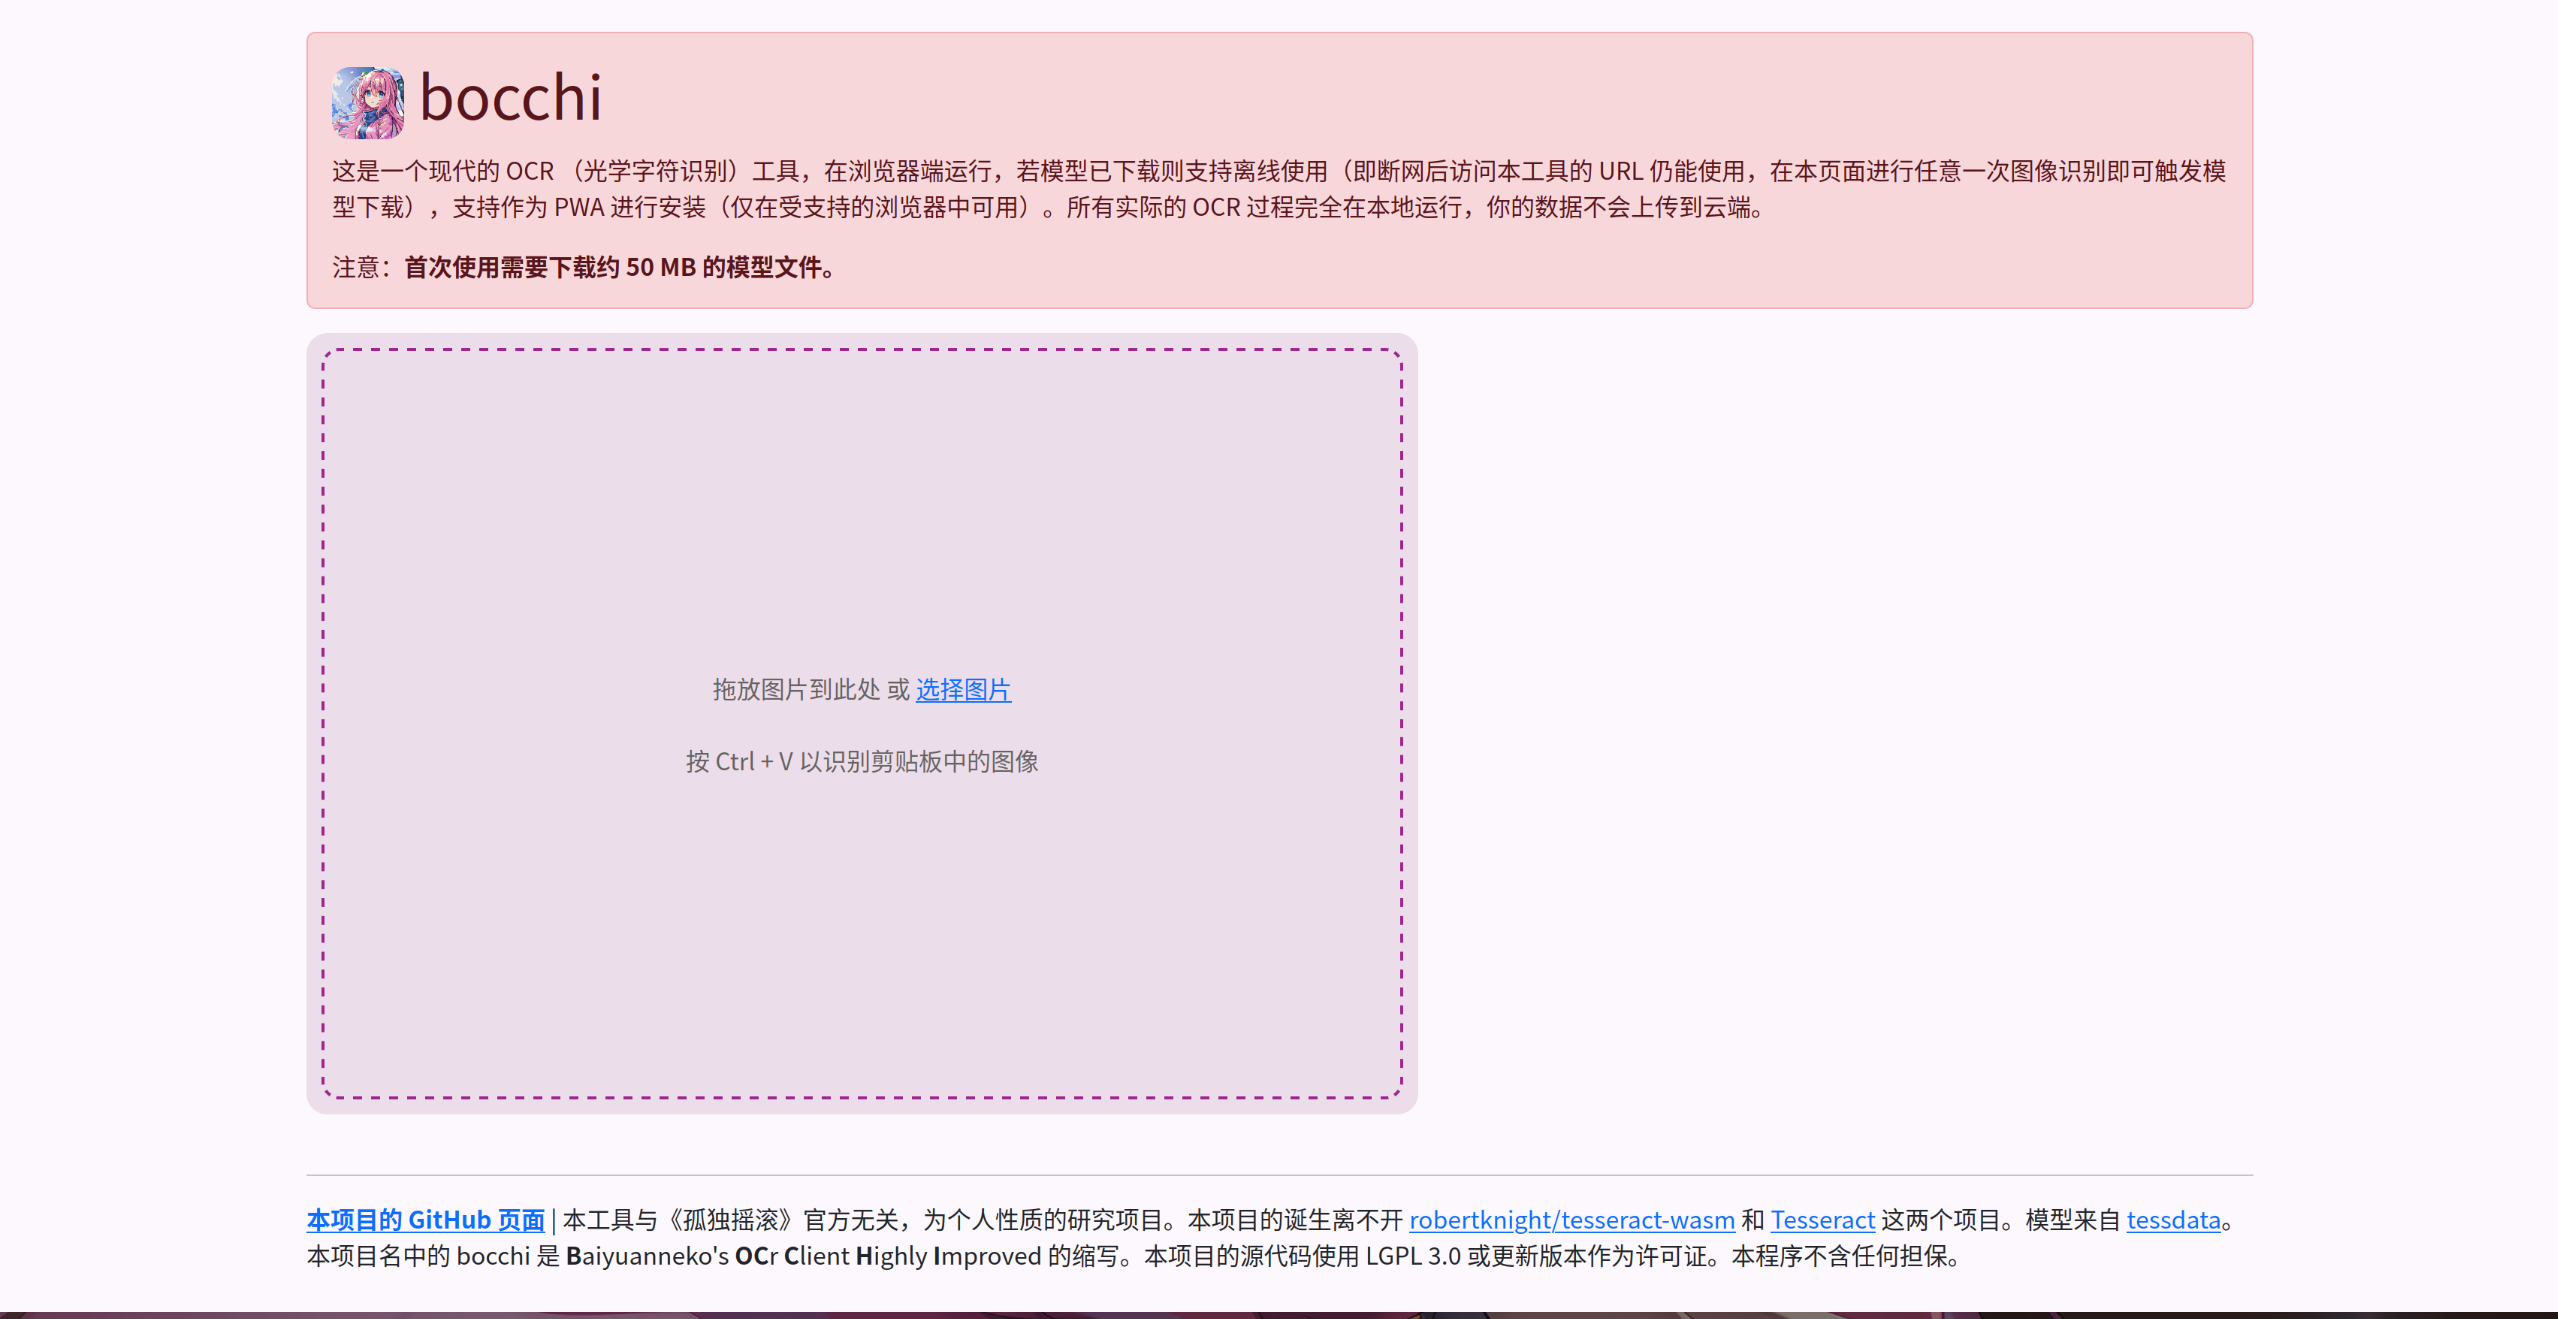 bocchi
这是一个现代的 OCR （光学字符识别）工具，在浏览器端运行，若模型已下载则支持离线使用（即断网后访问本工具的 URL 仍能使用，在本页面进行任意一次图像识别即可触发模
型下载），支持作为 PWA 进行安装（仅在受支持的浏览器中可用）。所有实际的 OCR 过程完全在本地运行，你的数据不会上传到云端。
注意：首次使用需要下载约 50 MB 的模型文件。
拖放图片到此处 或 选择图片
按 Ctrl + V 以识别剪贴板中的图像
本项目的 GitHub 页面 | 本工具与《孤独摇滚》官方无关，为个人性质的研究项目。本项目的诞生离不开 robertknight/tesseract-wasm 和 Tesseract 这两个项目。模型来自 tessdata。
本项目名中的 bocchi 是 Baiyuanneko's OCr Client Highly Improved 的缩写。本项目的源代码使用 LGPL 3.0 或更新版本作为许可证。本程序不含任何担保。